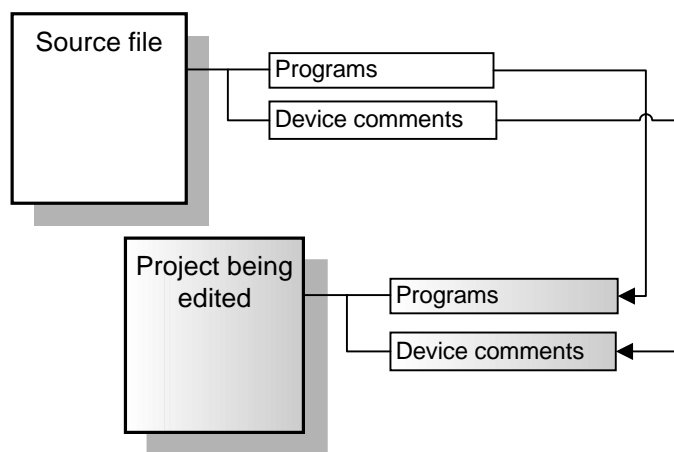 Source file
Programs
Device comments
Project being
edited
Programs
Device comments